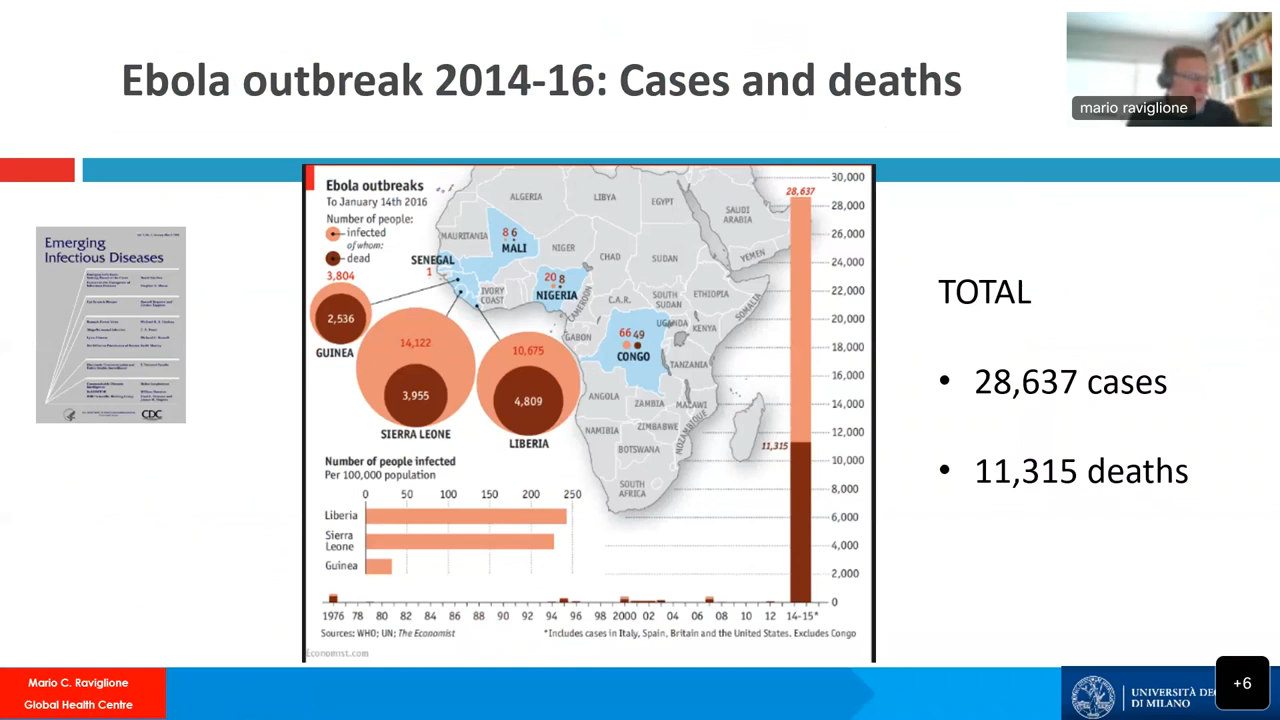 Ebola outbreak 2014-16: Cases and deaths
mario raviglione
Emerging
Infectious Diseases
CDC
Ebola outbreaks
To January 14th 2016
Number of people:
infected
of whom:
dead
ALGERIA
LIBYA
EGYPT
SAUDI
ARABIA
MAURITANIA
8 6
MALI
NIGER
CHAD
SUDAN
YEMEN
SENEGAL
1
IVORY
COAST
20 8
NIGERIA
CAMEROON
C.A.R.
SOUTH
SUDAN
ETHIOPIA
SOMALIA
GABON
66 49
CONGO
UGANDA
KENYA
TANZANIA
ANGOLA
ZAMBIA
MALAWI
MOZAMBIQUE
NAMIBIA
ZIMBABWE
BOTSWANA
SOUTH
AFRICA
3,804
2,536
GUINEA
14,122
3,955
SIERRA LEONE
10,675
4,809
LIBERIA
Number of people infected
Per 100,000 population
0 50 100 150 200 250
Liberia
Sierra
Leone
Guinea
28,637
11,315
30,000
28,000
26,000
24,000
22,000
20,000
18,000
16,000
14,000
12,000
10,000
8,000
6,000
4,000
2,000
0
1976 78 80 82 84 86 88 90 92 94 96 98 2000 02 04 06 08 10 12 14-15*
Sources: WHO; UN; The Economist
*Includes cases in Italy, Spain, Britain and the United States. Excludes Congo
Economist.com
TOTAL
• 28,637 cases
• 11,315 deaths
Mario C. Raviglione
Global Health Centre
UNIVERSITÀ DE
DI MILANO
+6